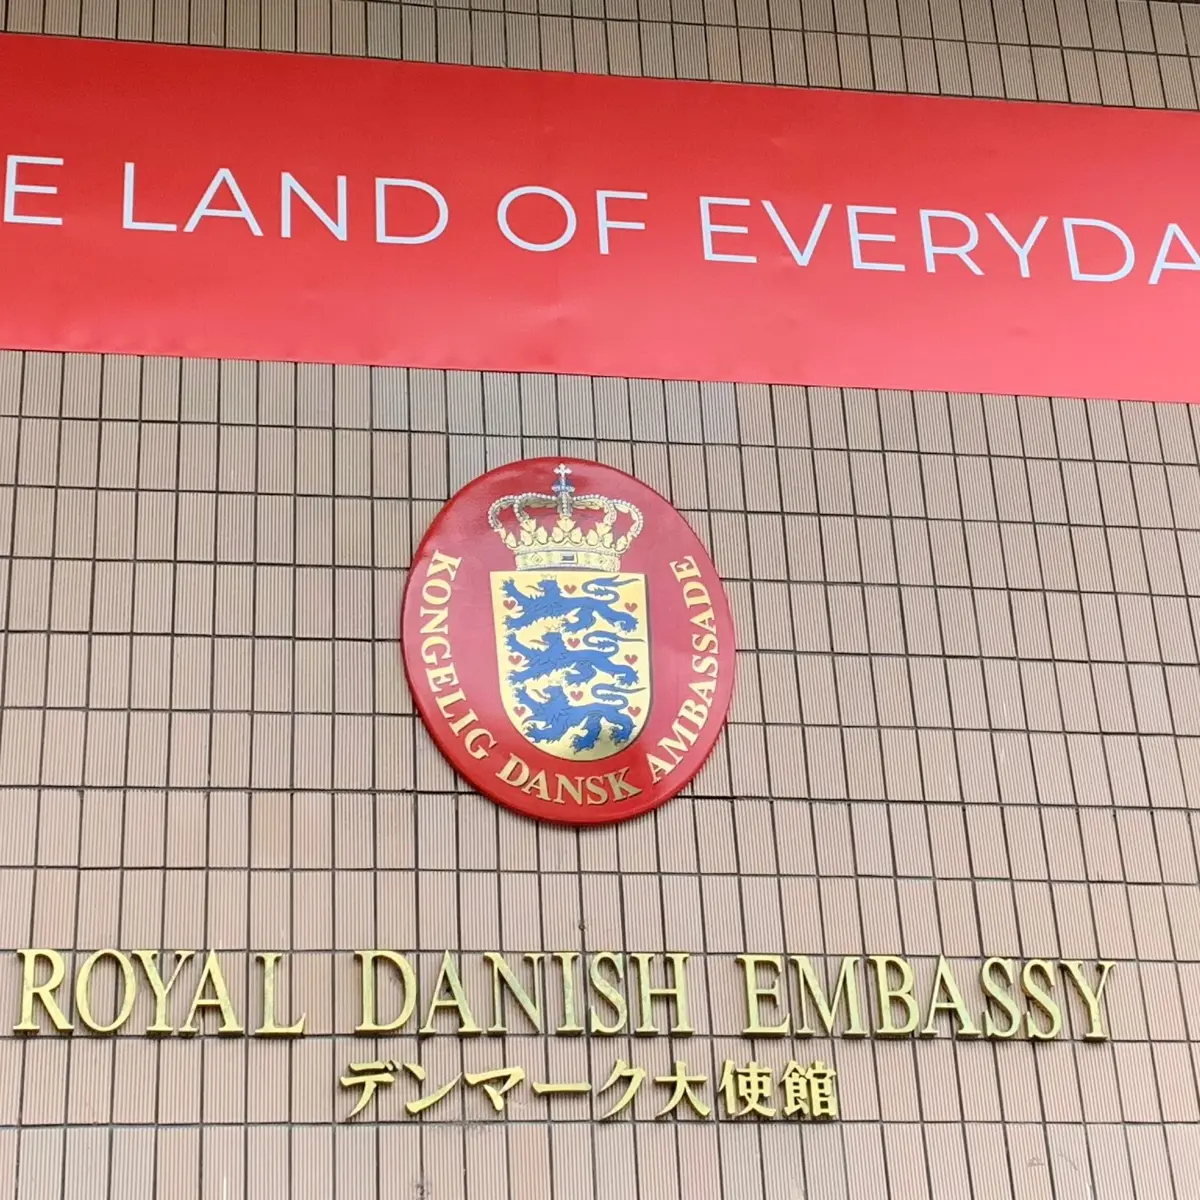 E LAND OF EVERYDA
KONGELIG DANSK AMBASSADE
ROYAL DANISH EMBASSY
デンマーク大使館